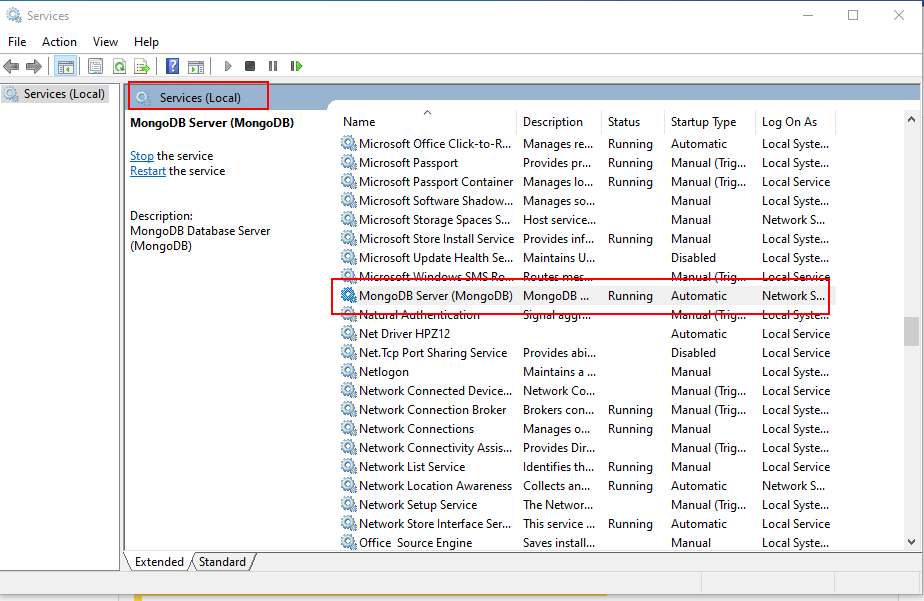 Services
File Action View Help
Services (Local)
Services (Local)
MongoDB Server (MongoDB)
Stop the service
Restart the service
Description:
MongoDB Database Server
(MongoDB)
Name Description Status Startup Type Log On As
Microsoft Office Click-to-R... Manages re... Running Automatic Local Syste...
Microsoft Passport Provides pr... Running Manual (Trig... Local Syste...
Microsoft Passport Container Manages lo... Running Manual (Trig... Local Service
Microsoft Software Shadow... Manages so... Manual Local Syste...
Microsoft Storage Spaces S... Host service... Manual Network S...
Microsoft Store Install Service Provides inf... Running Manual Local Syste...
Microsoft Update Health Se... Maintains U... Disabled Local Syste...
Microsoft Windows SMS Ro... Routes mes... Manual (Trig... Local Service
MongoDB Server (MongoDB) MongoDB ... Running Automatic Network S...
Natural Authentication Signal aggr... Manual (Trig... Local Syste...
Net Driver HPZ12 Automatic Local Service
Net.Tcp Port Sharing Service Provides abi... Disabled Local Service
Netlogon Maintains a ... Manual Local Syste...
Network Connected Device... Network Co... Manual (Trig... Local Service
Network Connection Broker Brokers con... Running Manual (Trig... Local Syste...
Network Connections Manages o... Running Manual Local Syste...
Network Connectivity Assis... Provides Dir... Manual (Trig... Local Syste...
Network List Service Identifies th... Running Manual Local Service
Network Location Awareness Collects an... Running Automatic Network S...
Network Setup Service The Networ... Manual (Trig... Local Syste...
Network Store Interface Ser... This service ... Running Automatic Local Service
Office Source Engine Saves install... Manual Local Syste...
Extended Standard